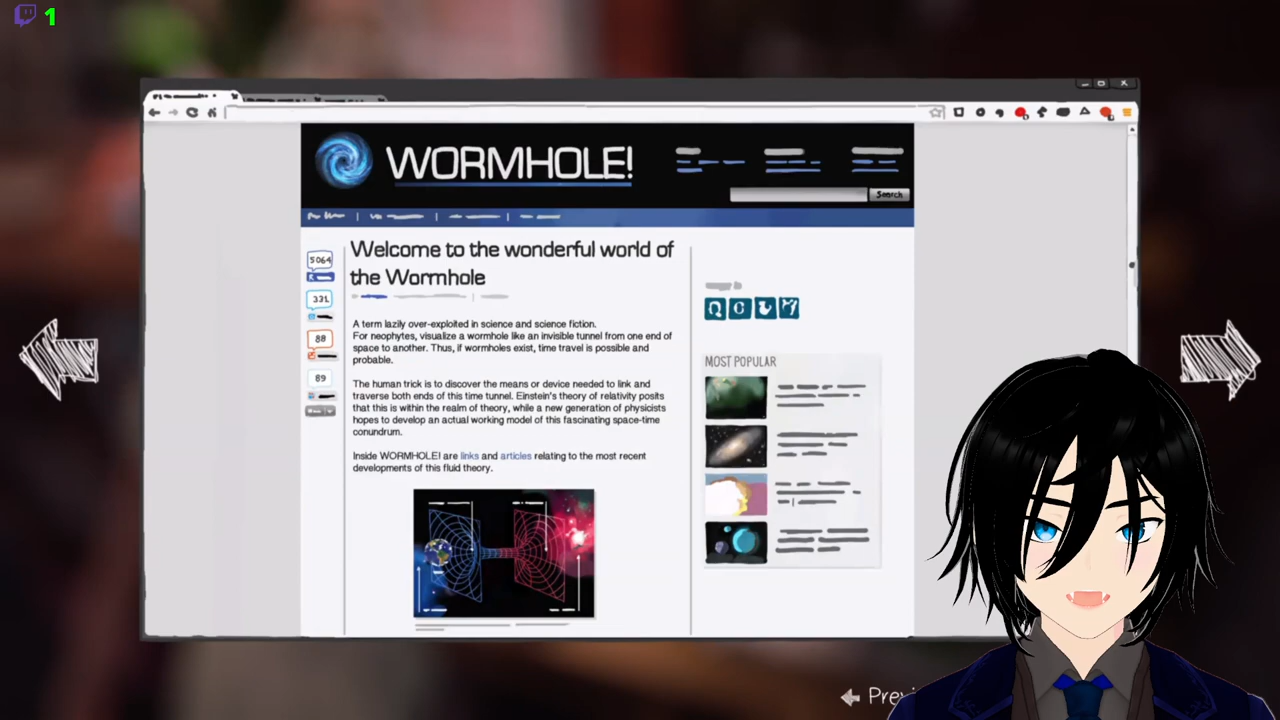 1
WORMHOLE!
Search
Welcome to the wonderful world of
the Wormhole
5064
331
88
89
A term lazily over-exploited in science and science fiction.
For neophytes, visualize a wormhole like an invisible tunnel from one end of
space to another. Thus, if wormholes exist, time travel is possible and
probable.
The human trick is to discover the means or device needed to link and
traverse both ends of this time tunnel. Einstein's theory of relativity posits
that this is within the realm of theory, while a new generation of physicists
hopes to develop an actual working model of this fascinating space-time
conundrum.
Inside WORMHOLE! are links and articles relating to the most recent
developments of this fluid theory.
MOST POPULAR